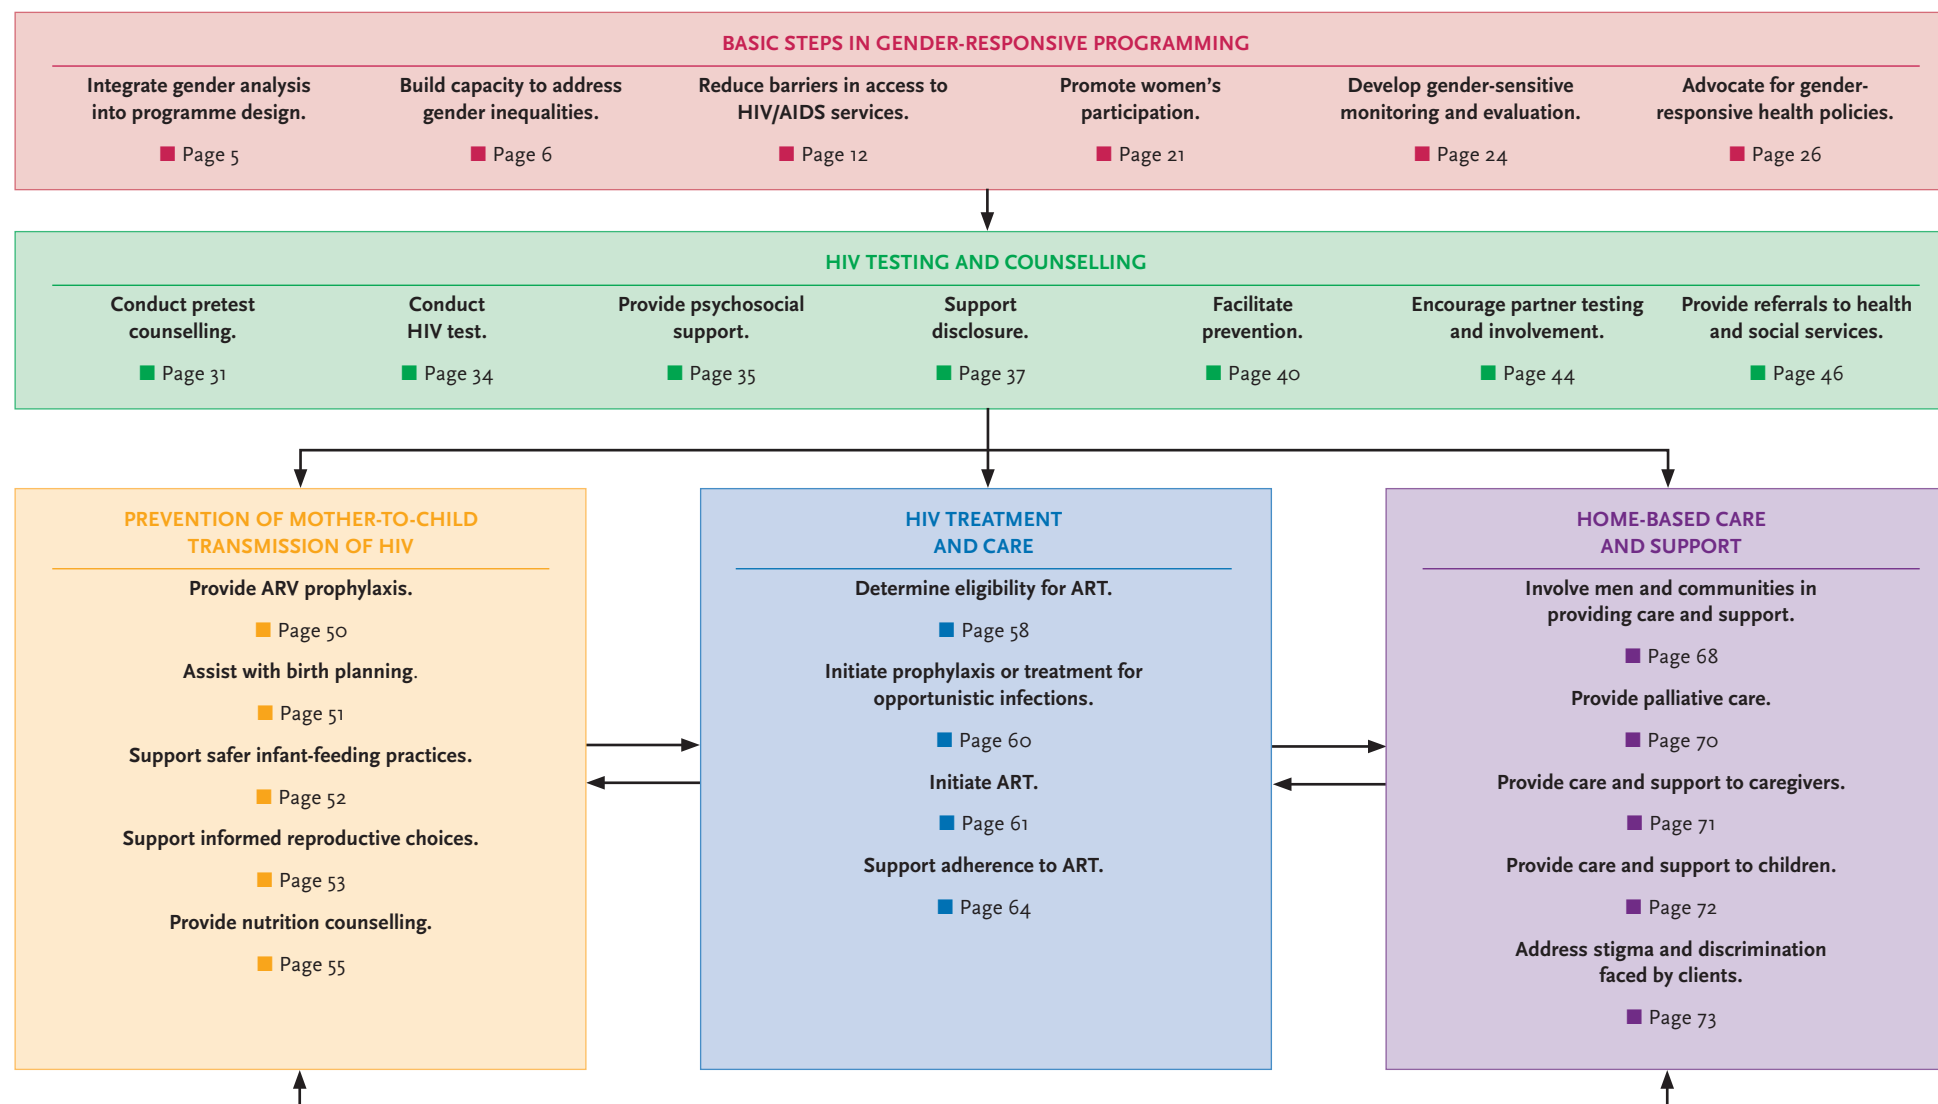 BASIC STEPS IN GENDER-RESPONSIVE PROGRAMMING
Integrate gender analysis
into programme design.
Page 5
Build capacity to address
gender inequalities.
Page 6
Reduce barriers in access to
HIV/AIDS services.
Page 12
Promote women's
participation.
Page 21
Develop gender-sensitive
monitoring and evaluation.
Page 24
Advocate for gender-
responsive health policies.
Page 26
HIV TESTING AND COUNSELLING
Conduct pretest
counselling.
Page 31
Conduct
HIV test.
Page 34
Provide psychosocial
support.
Page 35
Support
disclosure.
Page 37
Facilitate
prevention.
Page 40
Encourage partner testing
and involvement.
Page 44
Provide referrals to health
and social services.
Page 46
PREVENTION OF MOTHER-TO-CHILD
TRANSMISSION OF HIV
Provide ARV prophylaxis.
Page 50
Assist with birth planning.
Page 51
Support safer infant-feeding practices.
Page 52
Support informed reproductive choices.
Page 53
Provide nutrition counselling.
Page 55
HIV TREATMENT
AND CARE
Determine eligibility for ART.
Page 58
Initiate prophylaxis or treatment for
opportunistic infections.
Page 60
Initiate ART.
Page 61
Support adherence to ART.
Page 64
HOME-BASED CARE
AND SUPPORT
Involve men and communities in
providing care and support.
Page 68
Provide palliative care.
Page 70
Provide care and support to caregivers.
Page 71
Provide care and support to children.
Page 72
Address stigma and discrimination
faced by clients.
Page 73